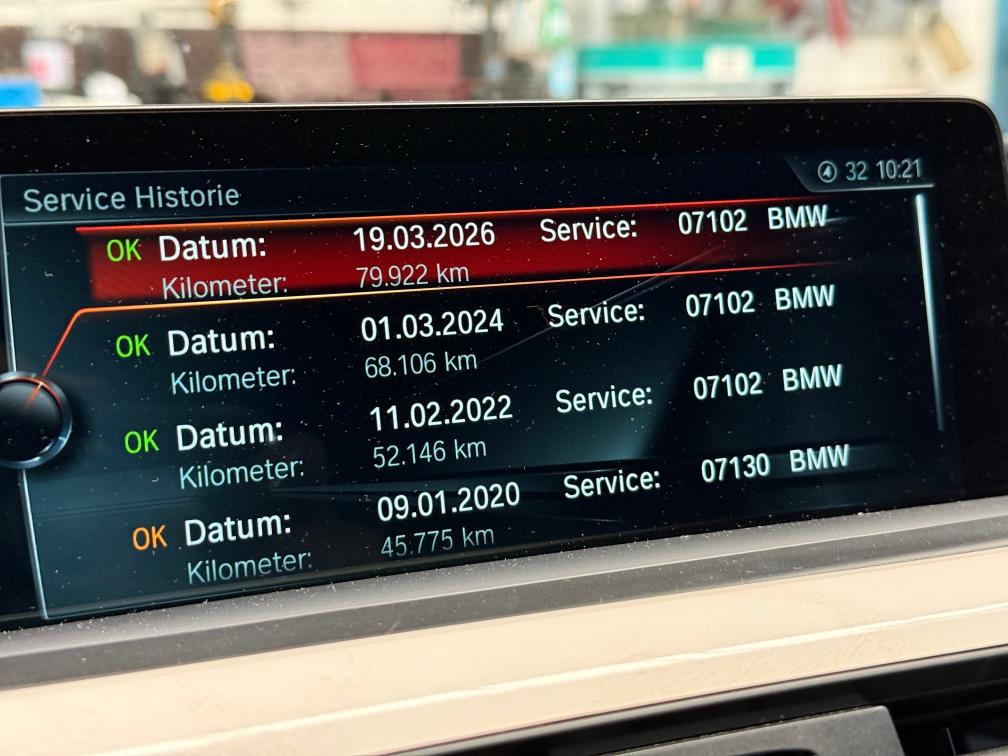 Service Historie
4 32 10:21
OK Datum: 19.03.2026 Service: 07102 BMW
Kilometer: 79.922 km
OK Datum: 01.03.2024 Service: 07102 BMW
Kilometer: 68.106 km
OK Datum: 11.02.2022 Service: 07102 BMW
Kilometer: 52.146 km
OK Datum: 09.01.2020 Service: 07130 BMW
Kilometer: 45.775 km